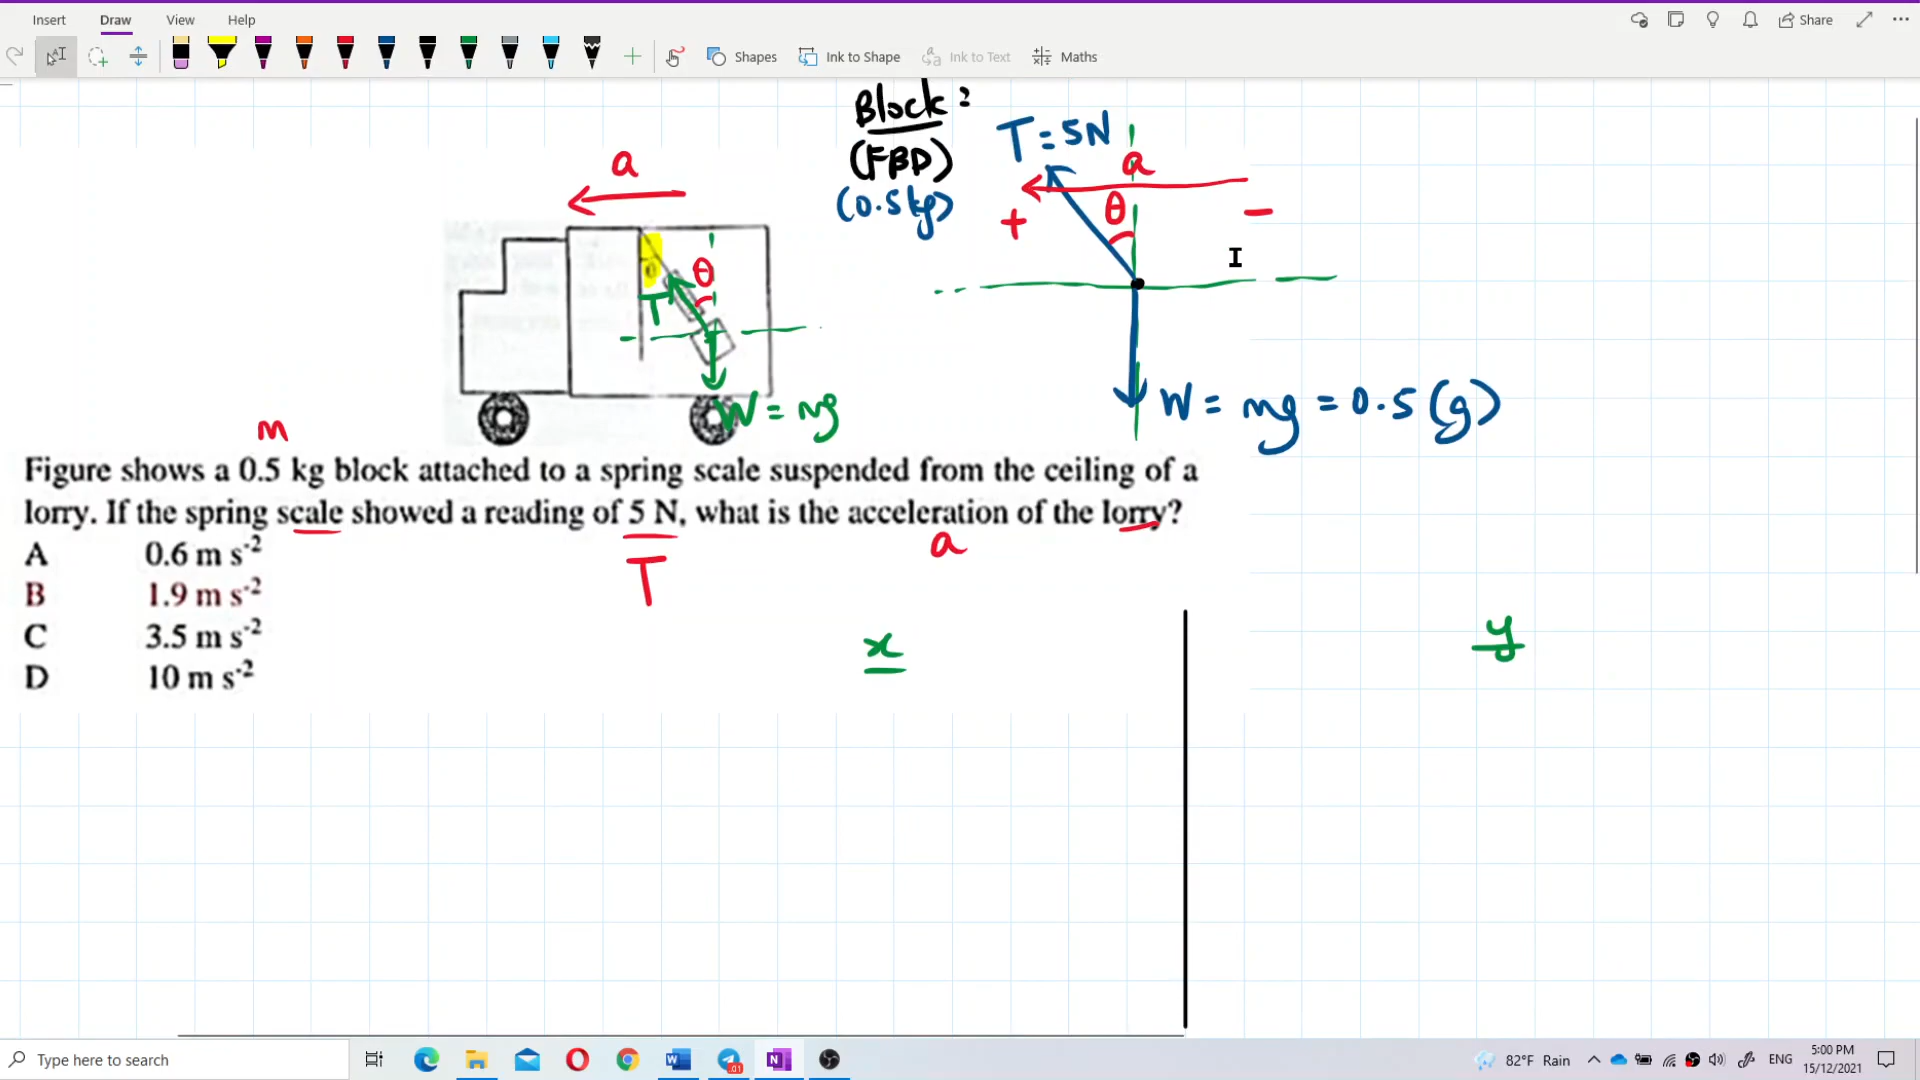 Insert Draw View Help
Share
Shapes Ink to Shape Ink to Text Maths
Block:
(FBD)
(0.5kg)
T = 5N
a
θ
+ -
a
θ
θ
T
W = mg
W = mg = 0.5 (g)
m
Figure shows a 0.5 kg block attached to a spring scale suspended from the ceiling of a
lorry. If the spring scale showed a reading of 5 N, what is the acceleration of the lorry?
T
a
A 0.6 m s⁻²
B 1.9 m s⁻²
C 3.5 m s⁻²
D 10 m s⁻²
x
y
Type here to search
.01
82°F Rain
ENG
5:00 PM
15/12/2021